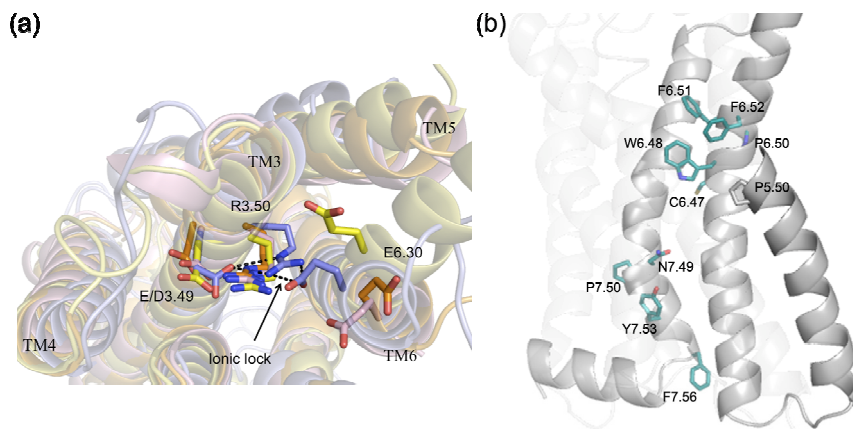 (a)
TM5
TM3
R3.50
E6.30
E/D3.49
Ionic lock
TM4
TM6
(b)
F6.51
F6.52
W6.48
P6.50
C6.47
P5.50
N7.49
P7.50
Y7.53
F7.56